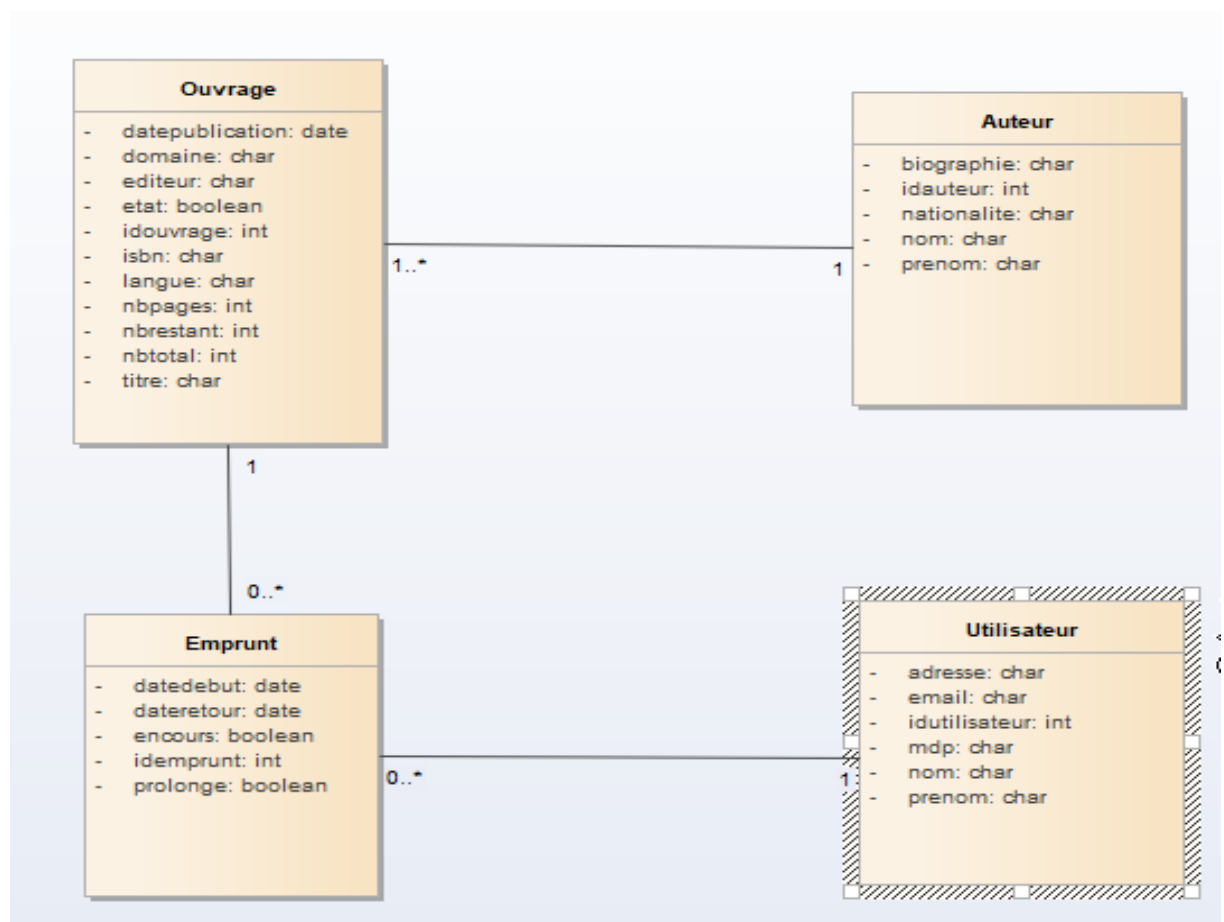 Ouvrage
- datepublication: date
- domaine: char
- editeur: char
- etat: boolean
- idouvrage: int
- isbn: char
- langue: char
- nbpages: int
- nbrestant: int
- nbtotal: int
- titre: char
1..*
1
Auteur
- biographie: char
- idauteur: int
- nationalite: char
- nom: char
- prenom: char
1
0..*
Emprunt
- datedebut: date
- dateretour: date
- encours: boolean
- idemprunt: int
- prolonge: boolean
0..*
1
Utilisateur
- adresse: char
- email: char
- idutilisateur: int
- mdp: char
- nom: char
- prenom: char